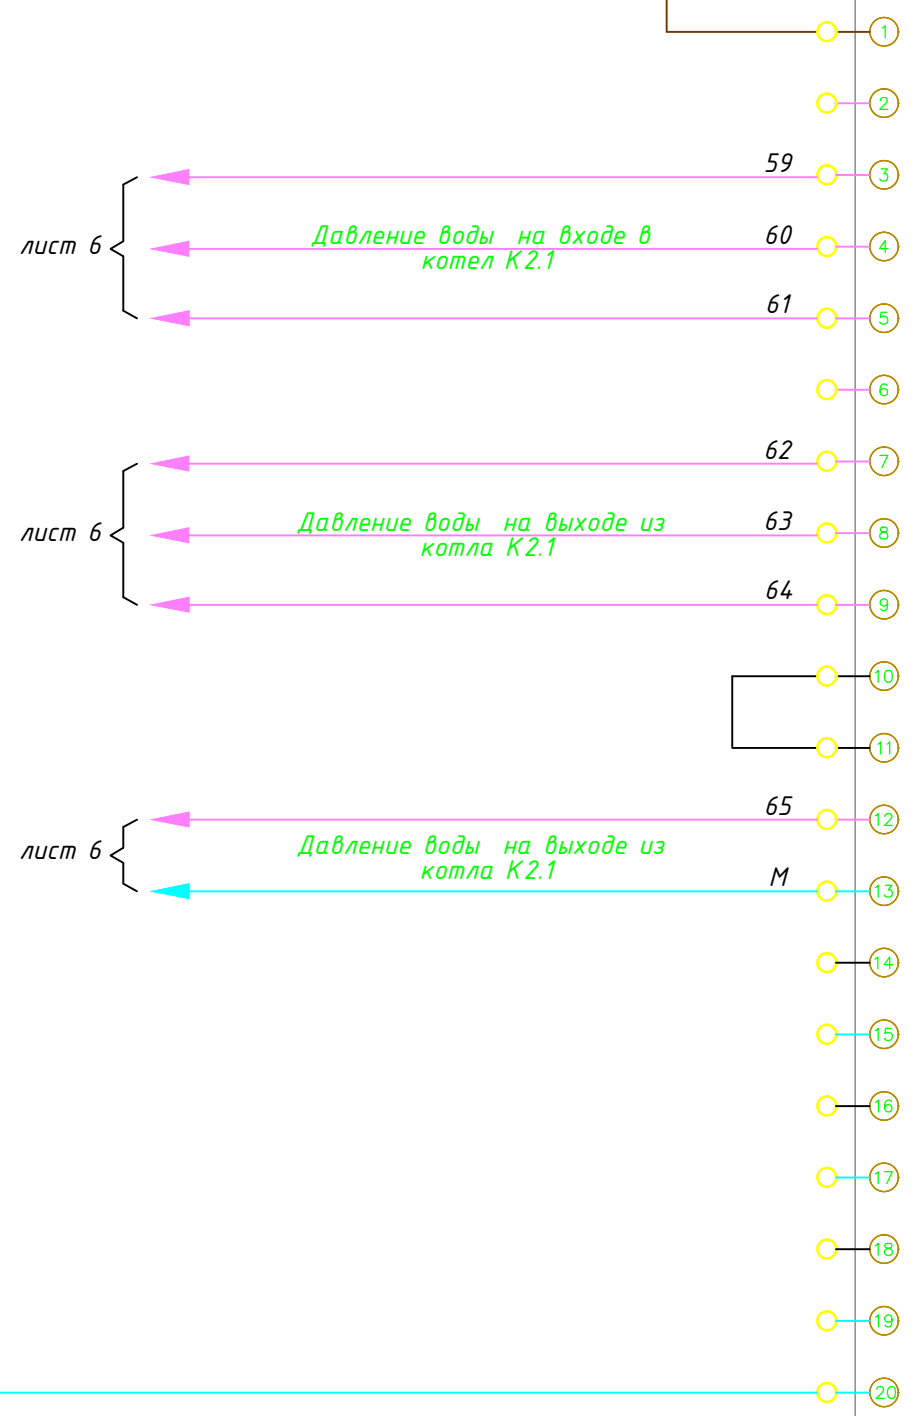 1
2
59
3
лист 6
Давление воды на входе в
котел К2.1
60
4
61
5
6
62
7
лист 6
Давление воды на выходе из
котла К2.1
63
8
64
9
10
11
65
12
лист 6
Давление воды на выходе из
котла К2.1
М
13
14
15
16
17
18
19
20